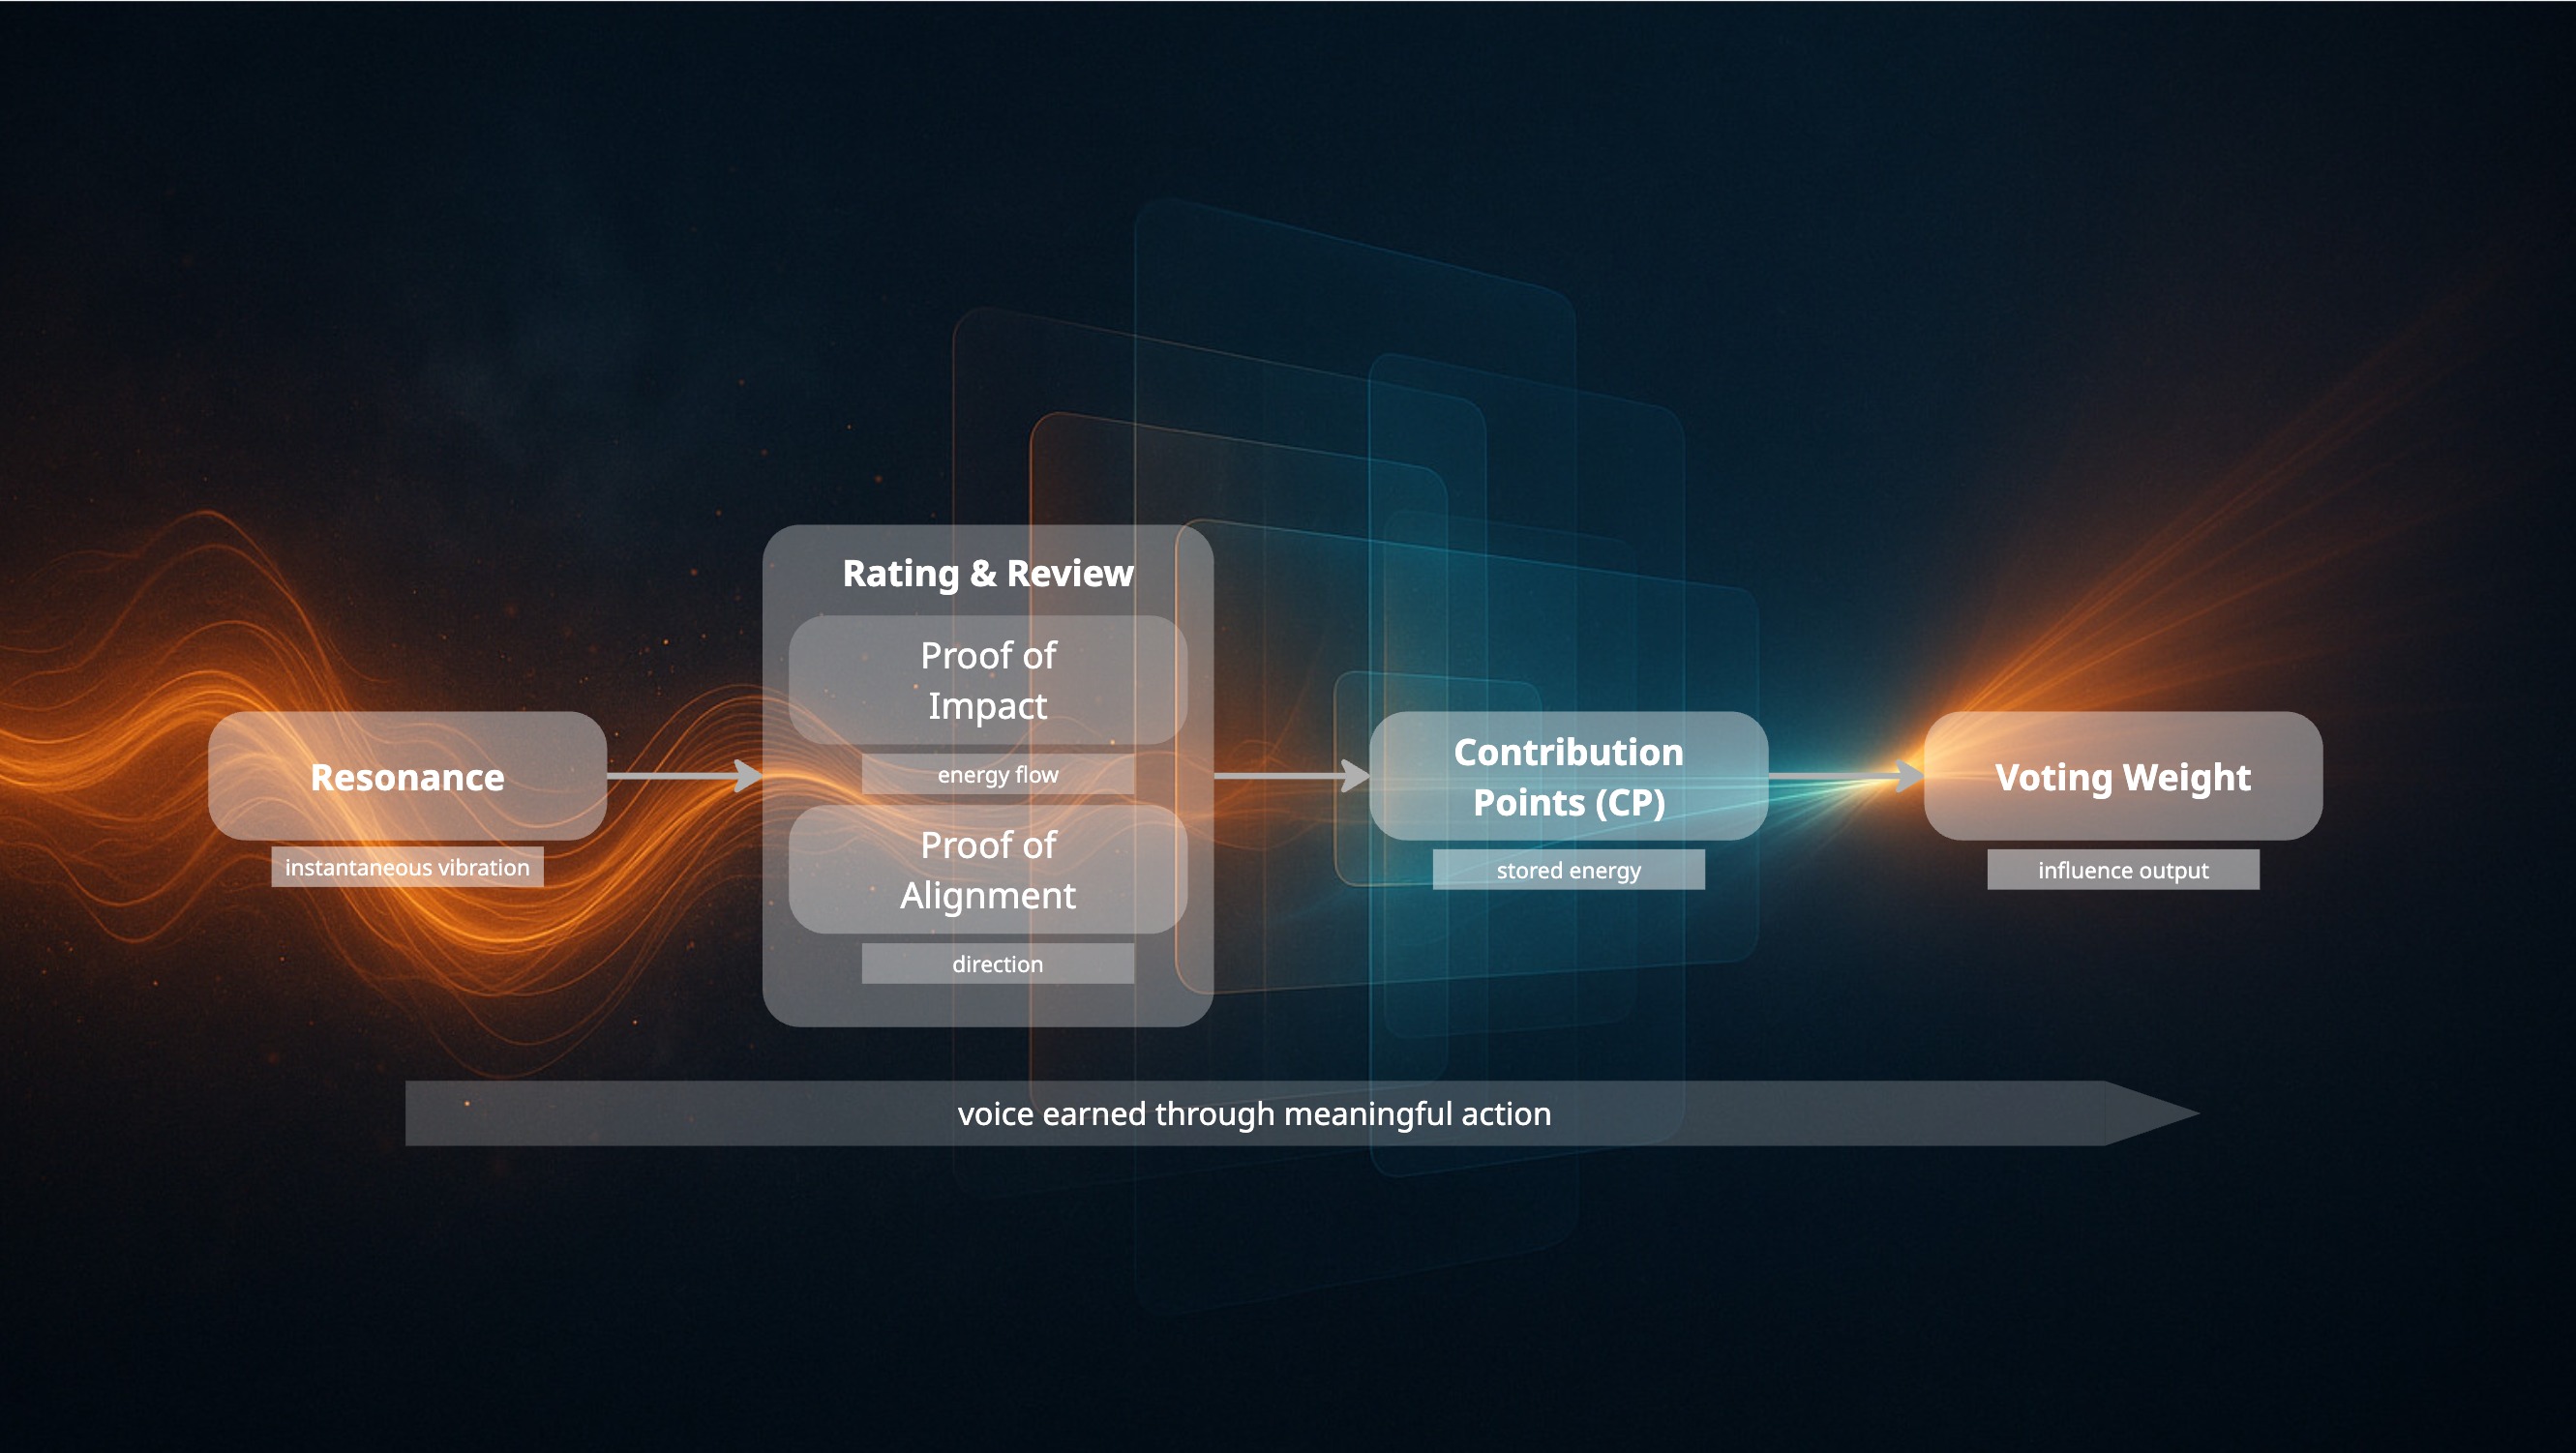 Rating & Review
Proof of
Impact
energy flow
Proof of
Alignment
direction
Resonance
instantaneous vibration
Contribution
Points (CP)
stored energy
Voting Weight
influence output
voice earned through meaningful action